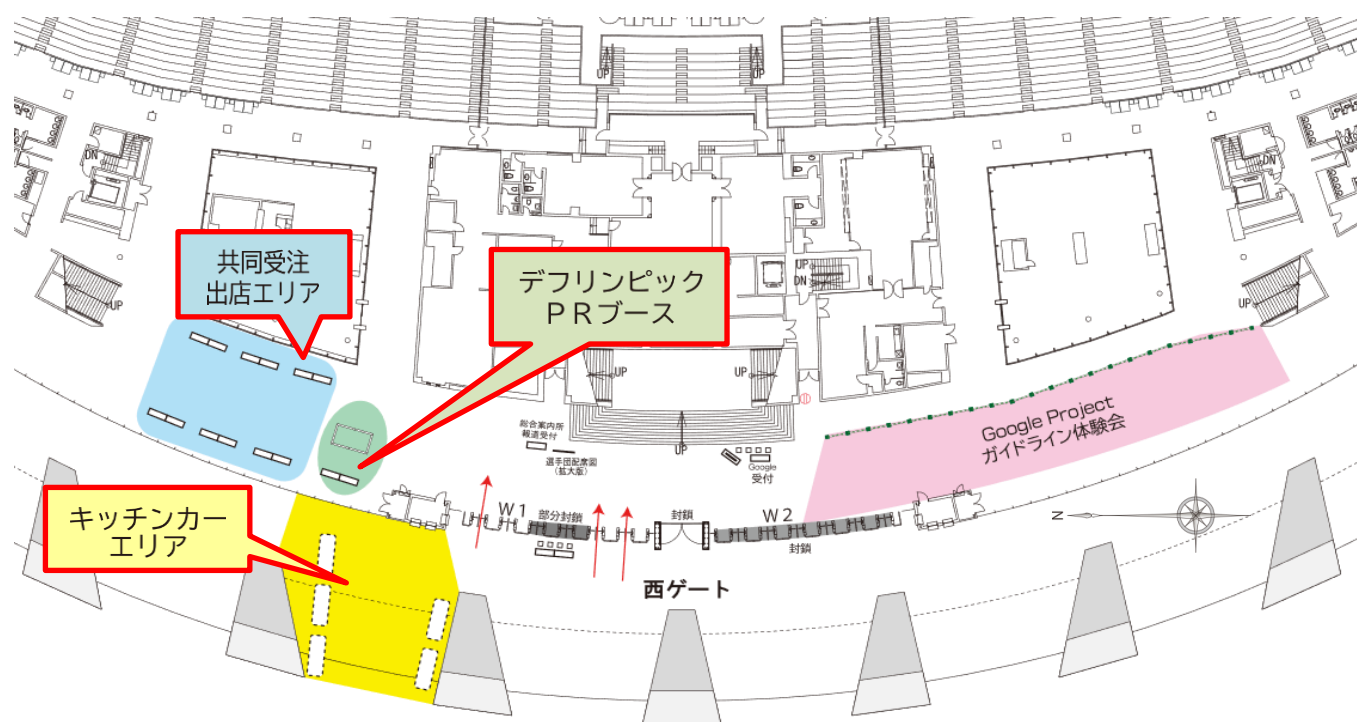 UP
UP
DN
DN
UP
DN
UP
UP
共同受注
出店エリア
デフリンピック
ＰＲブース
UP
UP
UP
総合案内所
報道受付
選手団配席図
（拡大版）
Google
受付
Google Project
ガイドライン体験会
キッチンカー
エリア
W1
部分封鎖
封鎖
W2
封鎖
西ゲート
N